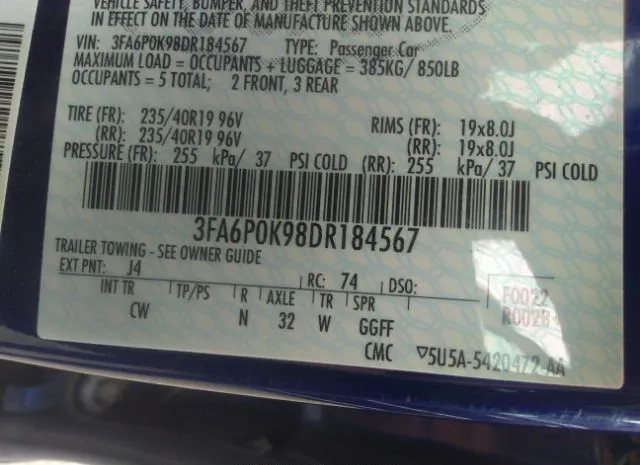 VEHICLE SAFETY, BUMPER, AND THEFT PREVENTION STANDARDS
IN EFFECT ON THE DATE OF MANUFACTURE SHOWN ABOVE.
VIN: 3FA6P0K98DR184567 TYPE: Passenger Car
MAXIMUM LOAD = OCCUPANTS + LUGGAGE = 385KG/ 850LB
OCCUPANTS = 5 TOTAL; 2 FRONT, 3 REAR
TIRE (FR): 235/40R19 96V RIMS (FR): 19x8.0J
(RR): 235/40R19 96V (RR): 19x8.0J
PRESSURE (FR): 255 kPa/ 37 PSI COLD (RR): 255 kPa/ 37 PSI COLD
3FA6P0K98DR184567
TRAILER TOWING - SEE OWNER GUIDE
EXT PNT: J4 RC: 74 DSO:
INT TR TP/PS R AXLE TR SPR F0022
CW N 32 W GGFF R002B
CMC ▽5U5A-5420472 AA